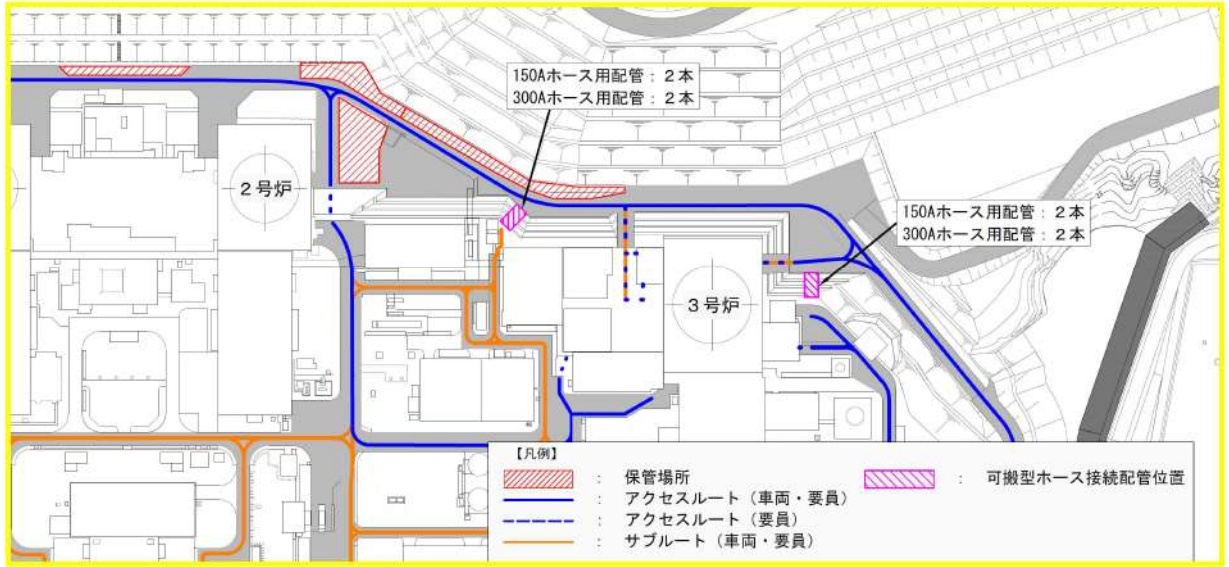 150Aホース用配管：2本
300Aホース用配管：2本
2号炉
150Aホース用配管：2本
300Aホース用配管：2本
3号炉
【凡例】
： 保管場所
： アクセスルート（車両・要員）
： アクセスルート（要員）
： サブルート（車両・要員）
： 可搬型ホース接続配管位置